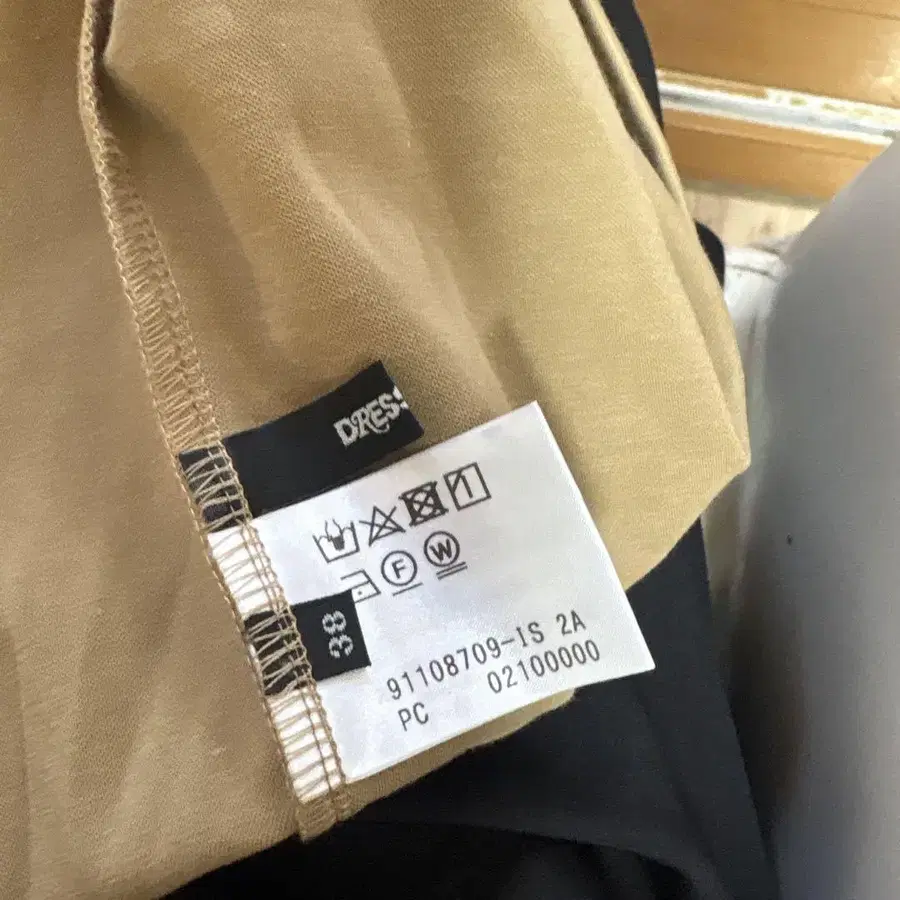 DRESS
F W
38
91108709-IS 2A
PC 02100000